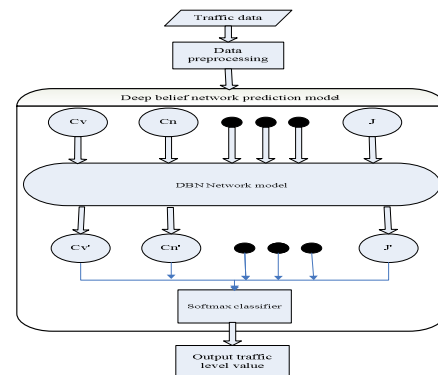 Traffic data
Data
preprocessing
Deep belief network prediction model
Cv
Cn
J
DBN Network model
Cv'
Cn'
J'
Softmax classifier
Output traffic
level value